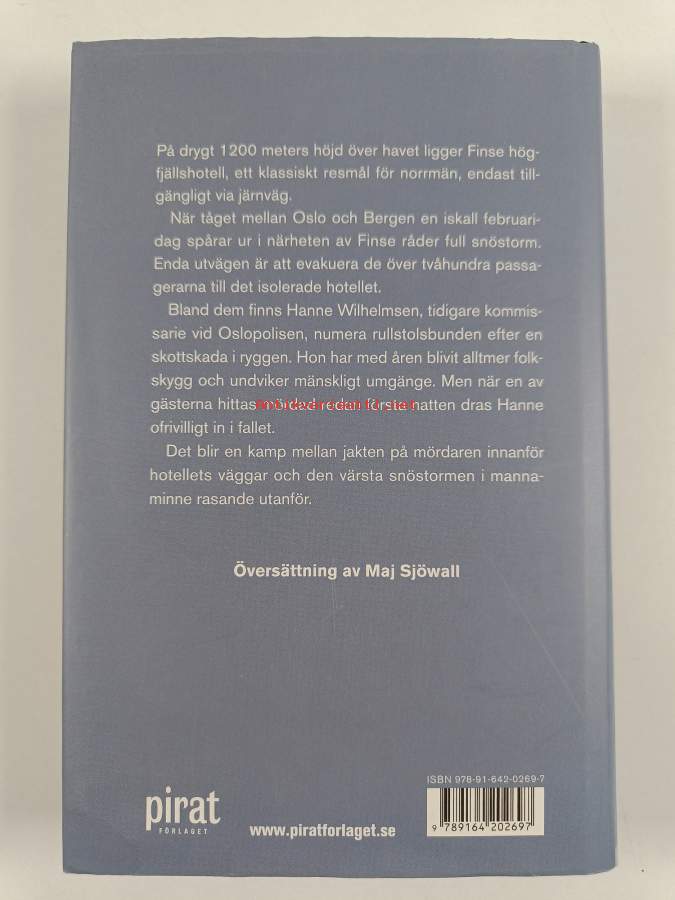 På drygt 1200 meters höjd över havet ligger Finse hög-
fjällshotell, ett klassiskt resmål för norrmän, endast till-
gängligt via järnväg.
När tåget mellan Oslo och Bergen en iskall februari-
dag spårar ur i närheten av Finse råder full snöstorm.
Enda utvägen är att evakuera de över tvåhundra passa-
gerarna till det isolerade hotellet.
Bland dem finns Hanne Wilhelmsen, tidigare kommis-
sarie vid Oslopolisen, numera rullstolsbunden efter en
skottskada i ryggen. Hon har med åren blivit alltmer folk-
skygg och undviker mänskligt umgänge. Men när en av
gästerna hittas mördad redan första natten dras Hanne
ofrivilligt in i fallet.
Det blir en kamp mellan jakten på mördaren innanför
hotellets väggar och den värsta snöstormen i manna-
minne rasande utanför.
Översättning av Maj Sjöwall
ISBN 978-91-642-0269-7
pirat
FÖRLAGET
www.piratforlaget.se
9 789164 202697